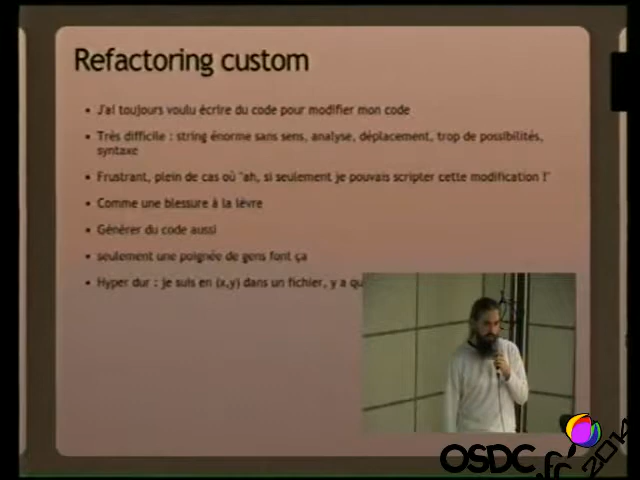 Refactoring custom
J'ai toujours voulu écrire du code pour modifier mon code
Très difficile : string énorme sans sens, analyse, déplacement, trop de possibilités,
syntaxe
Frustrant, plein de cas où "ah, si seulement je pouvais scripter cette modification !"
Comme une blessure à la lèvre
Générer du code aussi
seulement une poignée de gens font ça
Hyper dur : je suis en (x,y) dans un fichier, y a qu
OSDC.fr 2014